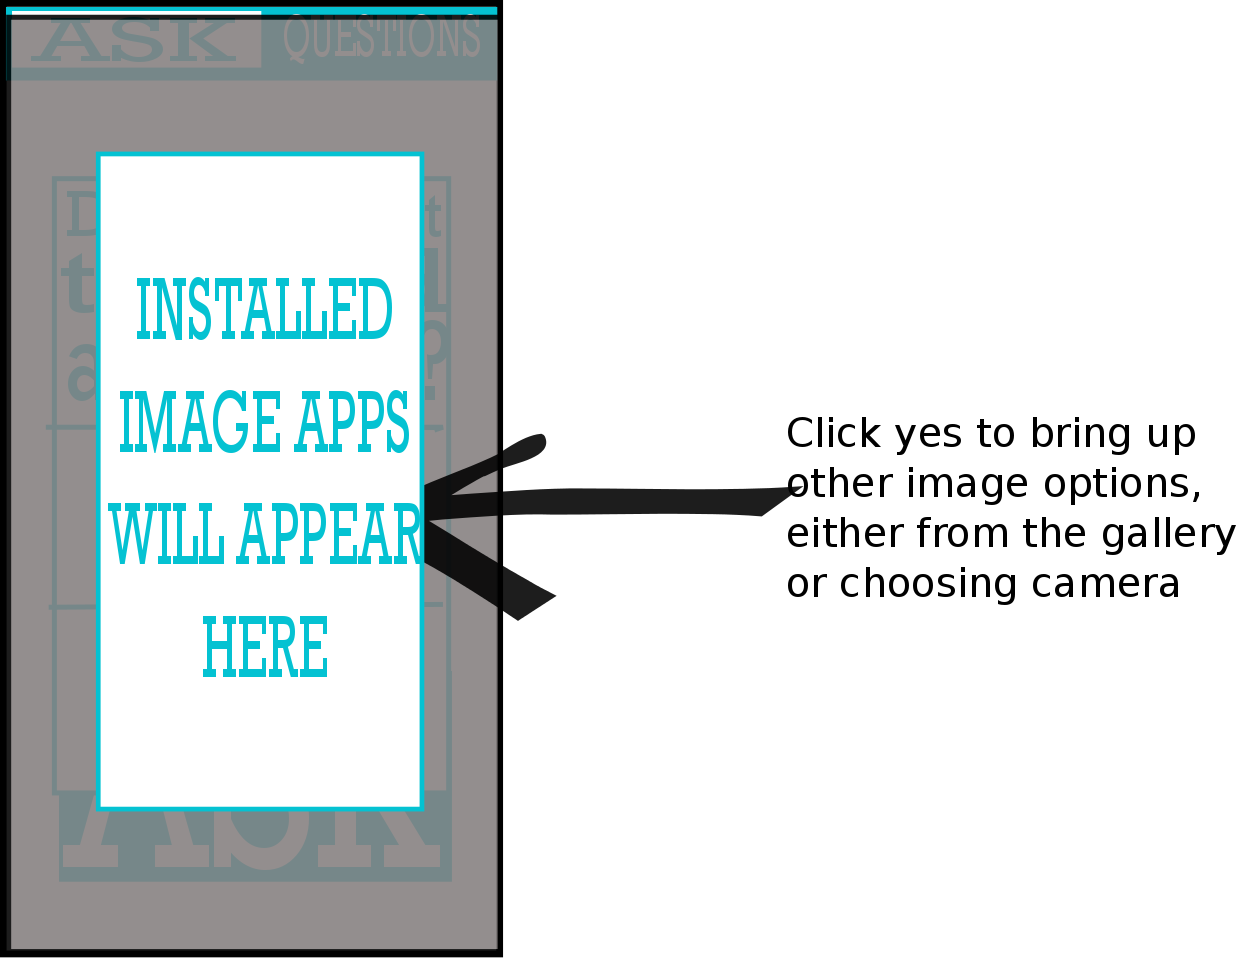 ASK QUESTIONS
INSTALLED
IMAGE APPS
WILL APPEAR
HERE
Click yes to bring up
other image options,
either from the gallery
or choosing camera
ASK